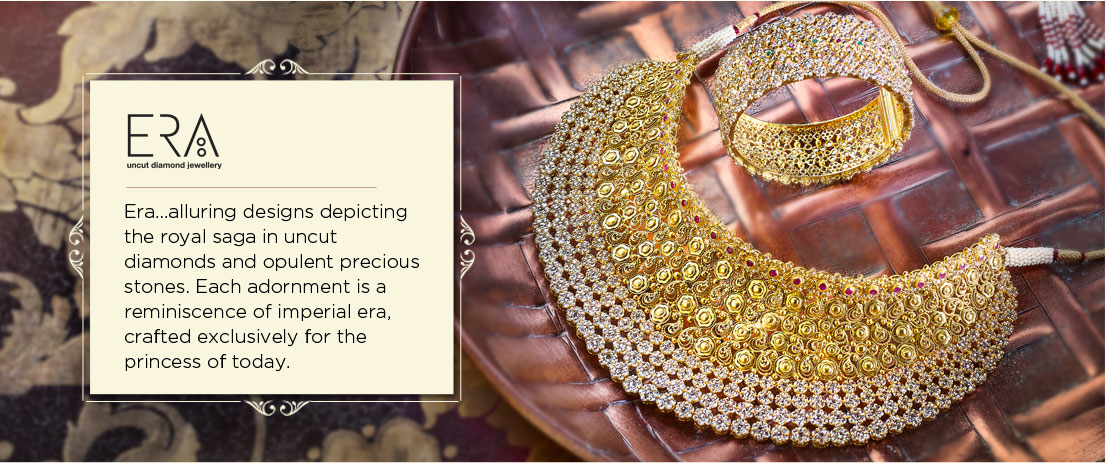 ERA
uncut diamond jewellery
Era...alluring designs depicting
the royal saga in uncut
diamonds and opulent precious
stones. Each adornment is a
reminiscence of imperial era,
crafted exclusively for the
princess of today.